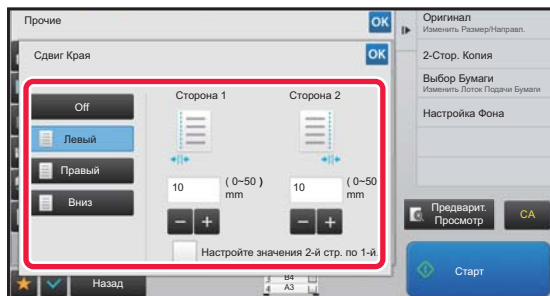 Прочие
OK
Сдвиг Края
OK
Off
Левый
Правый
Вниз
Сторона 1
Сторона 2
10
( 0~50 )
mm
10
( 0~50
mm
Настройте значения 2-й стр. по 1-й.
Назад
B4
A3
Оригинал
Изменить Размер/Направл.
2-Стор. Копия
Выбор Бумаги
Изменить Лоток Подачи Бумаги
Настройка Фона
Предварит.
Просмотр
CA
Старт